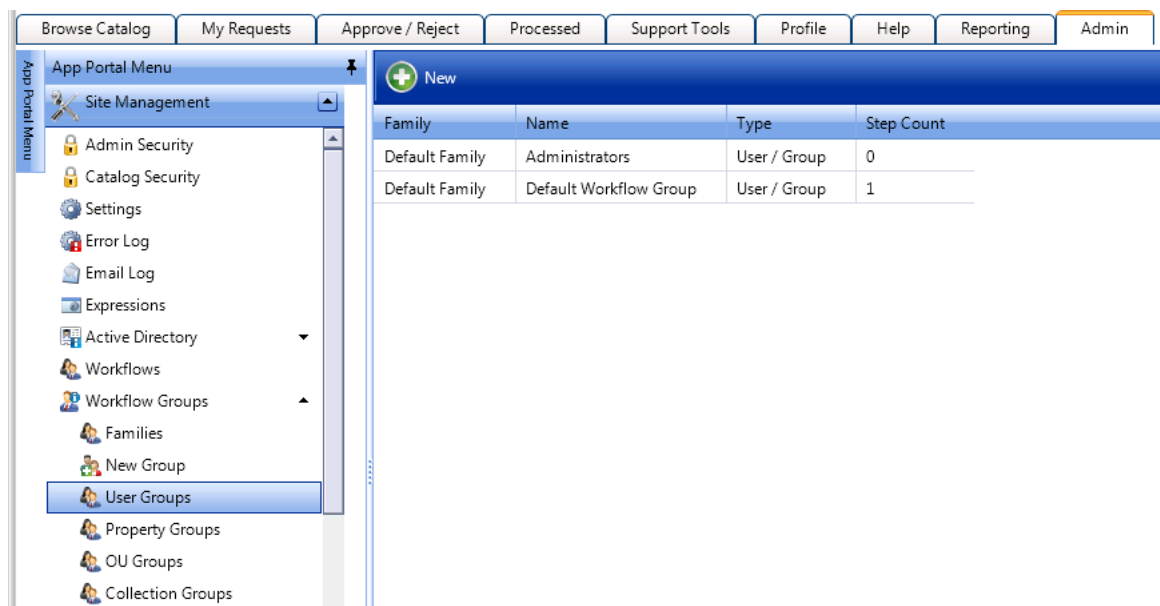 Browse Catalog My Requests Approve / Reject Processed Support Tools Profile Help Reporting Admin
App Portal Menu
App Portal Menu
Site Management
Admin Security
Catalog Security
Settings
Error Log
Email Log
Expressions
Active Directory
Workflows
Workflow Groups
Families
New Group
User Groups
Property Groups
OU Groups
Collection Groups
New
Family Name Type Step Count
Default Family Administrators User / Group 0
Default Family Default Workflow Group User / Group 1